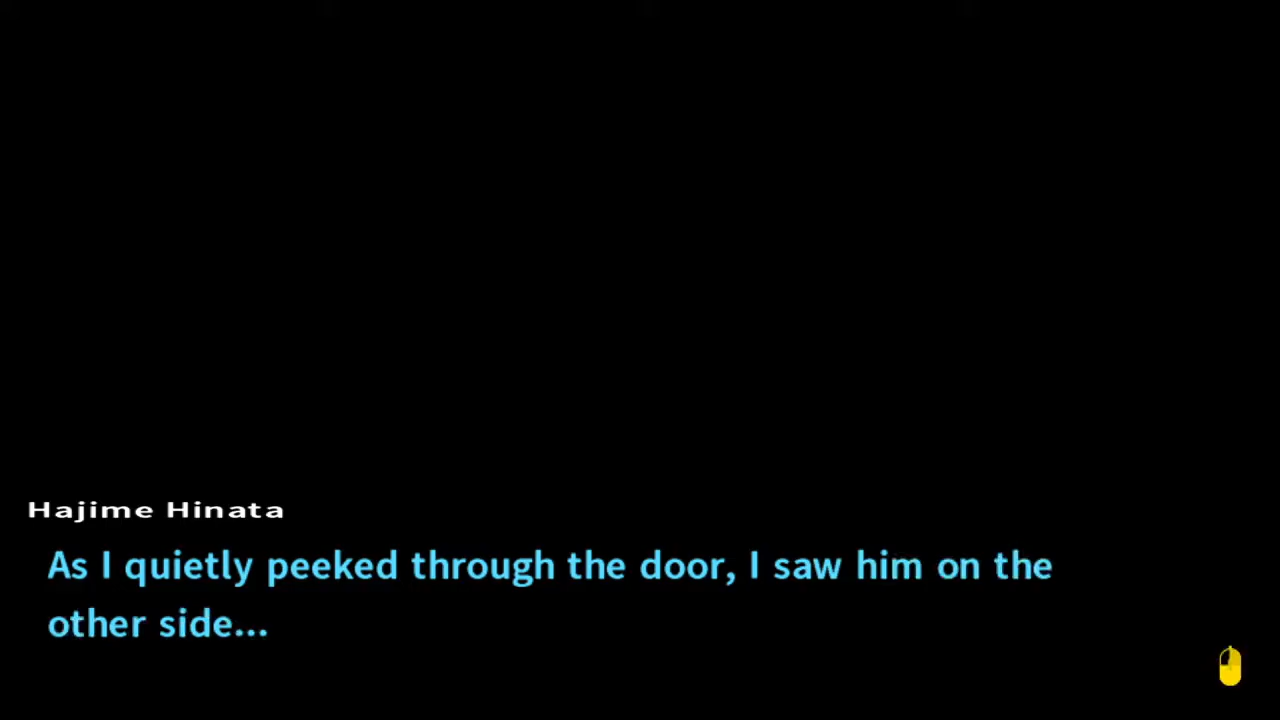 Hajime Hinata
As I quietly peeked through the door, I saw him on the
other side...